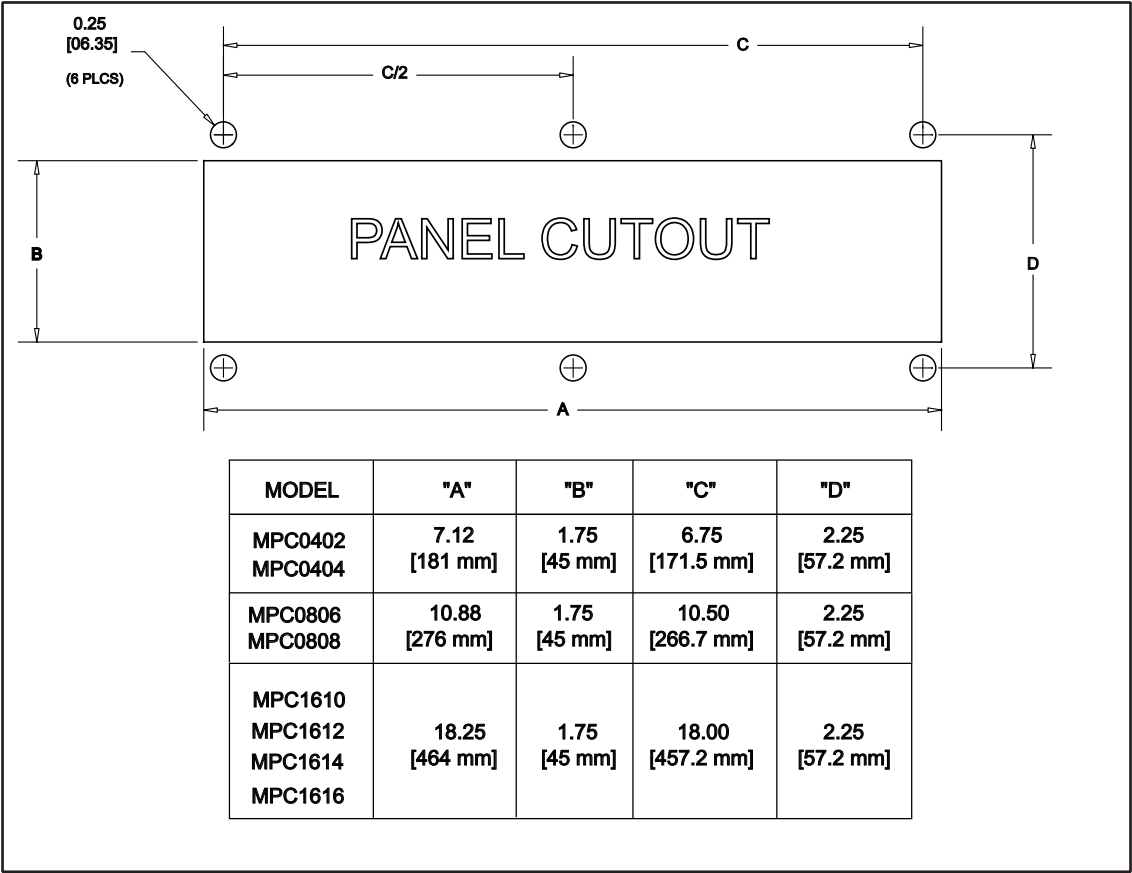 0.25
[06.35]
(6 PLCS)
C
C/2
B
PANEL CUTOUT
D
A
MODEL "A" "B" "C" "D"
MPC0402
MPC0404
7.12
[181 mm]
1.75
[45 mm]
6.75
[171.5 mm]
2.25
[57.2 mm]
MPC0806
MPC0808
10.88
[276 mm]
1.75
[45 mm]
10.50
[266.7 mm]
2.25
[57.2 mm]
MPC1610
MPC1612
MPC1614
MPC1616
18.25
[464 mm]
1.75
[45 mm]
18.00
[457.2 mm]
2.25
[57.2 mm]